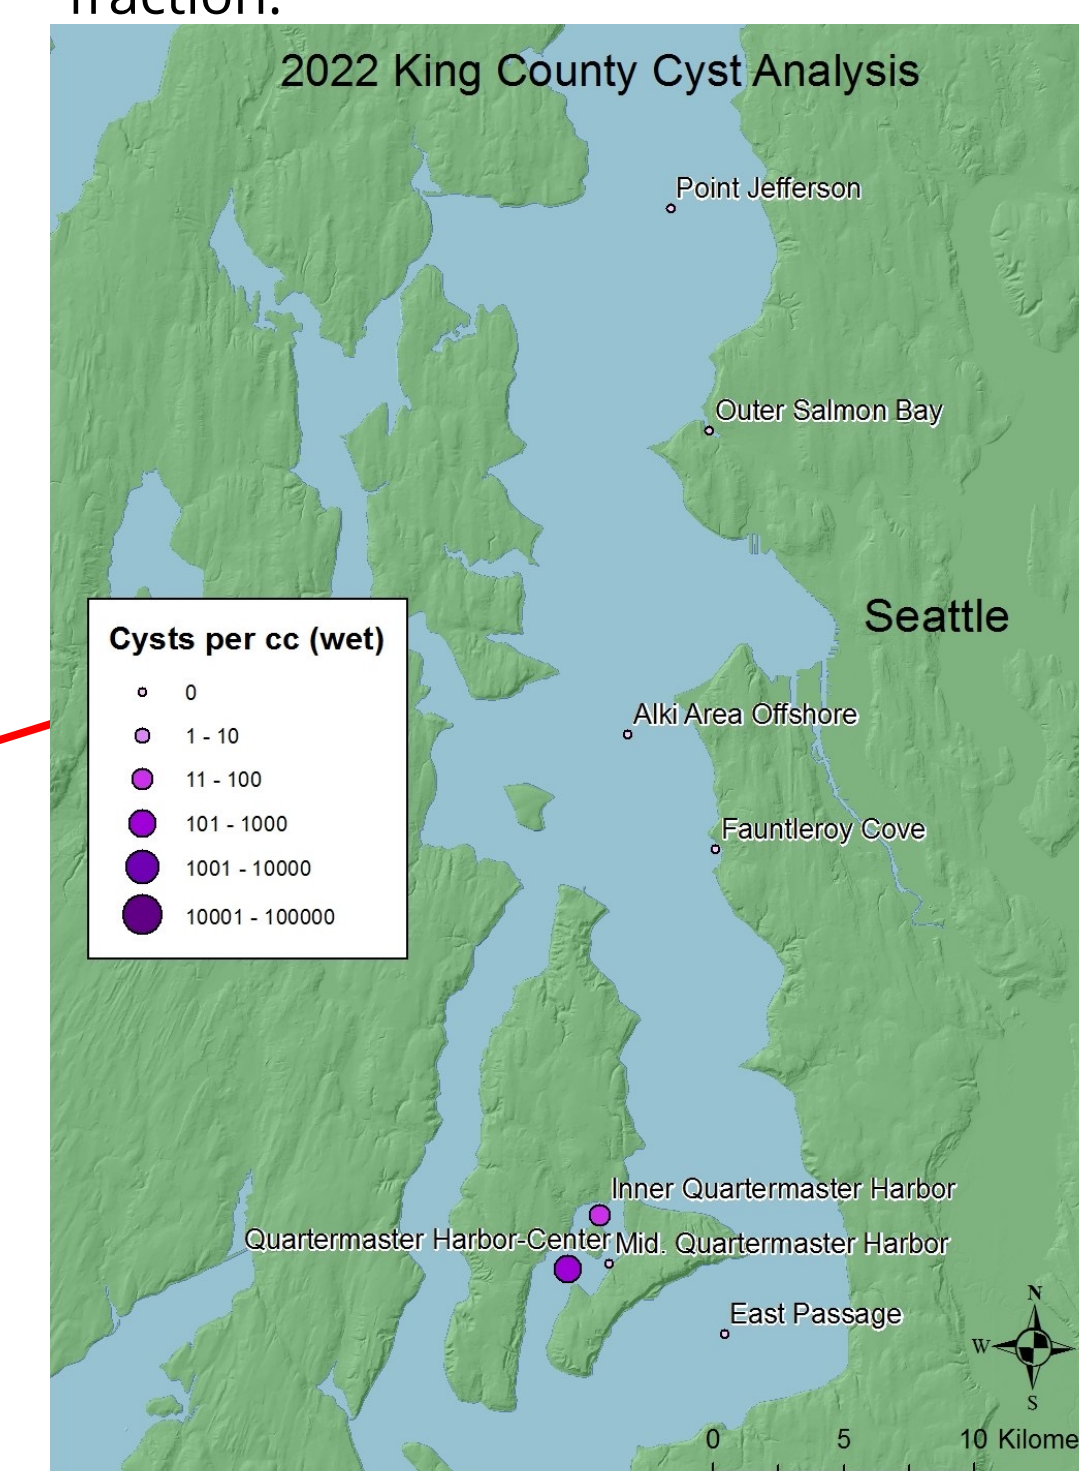 fraction.
2022 King County Cyst Analysis
Point Jefferson
Outer Salmon Bay
Seattle
Cysts per cc (wet)
0
1 - 10
11 - 100
101 - 1000
1001 - 10000
10001 - 100000
Alki Area Offshore
Fauntleroy Cove
Inner Quartermaster Harbor
Quartermaster Harbor-Center
Mid. Quartermaster Harbor
East Passage
N
W
S
0 5 10 Kilome